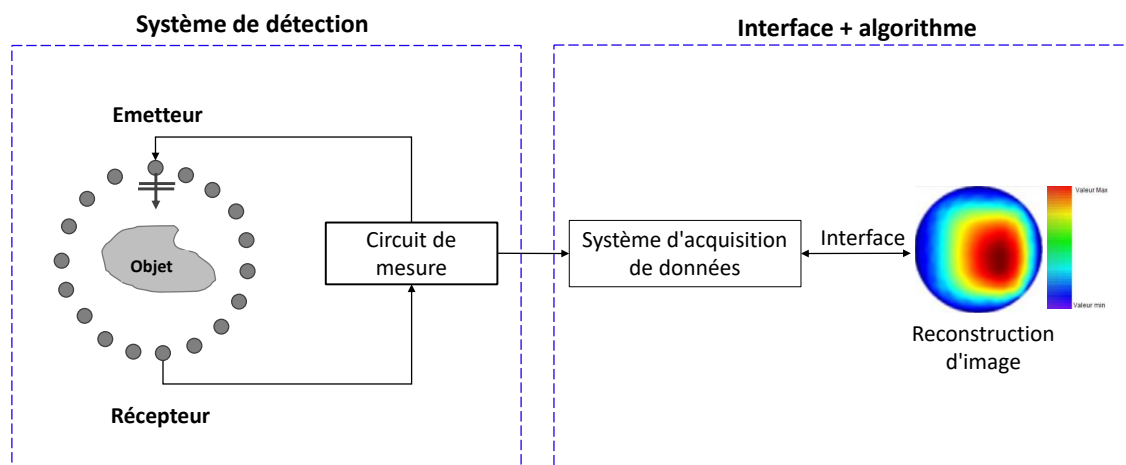 Système de détection
Interface + algorithme
Emetteur
Objet
Récepteur
Circuit de
mesure
Système d'acquisition
de données
Interface
Valeur Max
Valeur min
Reconstruction
d'image